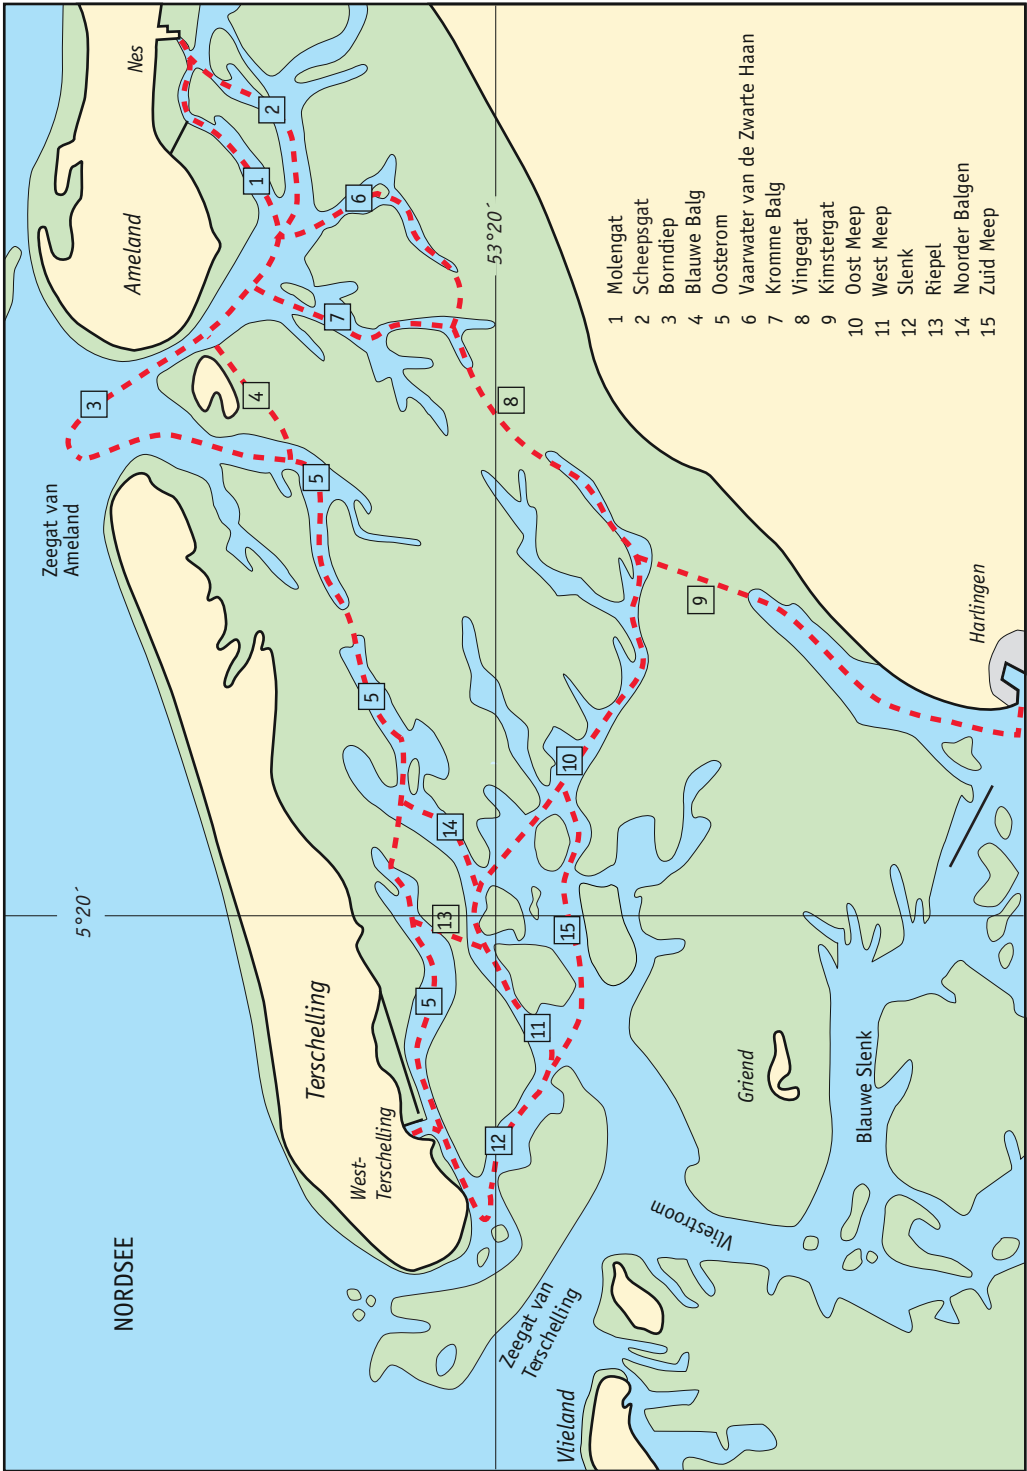 NORDSEE
5°20´
Zeegat van
Ameland
Ameland
Nes
Terschelling
West-
Terschelling
3
1
2
4
5
7
6
53°20´
5
8
5
13
14
10
9
12
11
15
Zeegat van
Terschelling
Vliestroom
Vlieland
Griend
Blauwe Slenk
Harlingen
1 Molengat
2 Scheepsgat
3 Borndiep
4 Blauwe Balg
5 Oosterom
6 Vaarwater van de Zwarte Haan
7 Kromme Balg
8 Vingegat
9 Kimstergat
10 Oost Meep
11 West Meep
12 Slenk
13 Riepel
14 Noorder Balgen
15 Zuid Meep